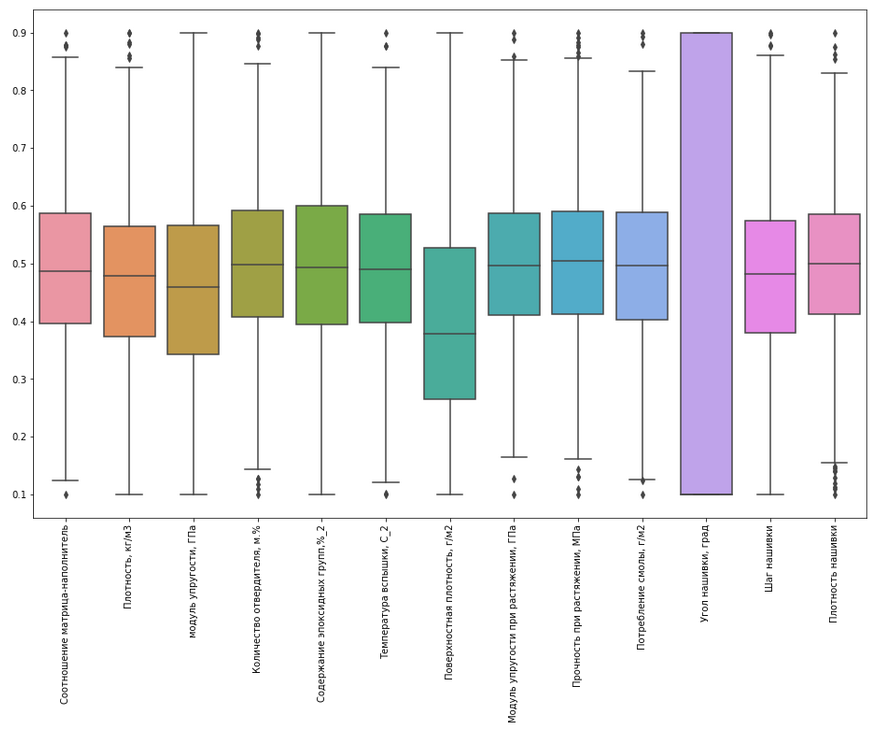 0.9
0.8
0.7
0.6
0.5
0.4
0.3
0.2
0.1
Соотношение матрица-наполнитель
Плотность, кг/м3
модуль упругости, ГПа
Количество отвердителя, м.%
Содержание эпоксидных групп,%_2
Температура вспышки, С_2
Поверхностная плотность, г/м2
Модуль упругости при растяжении, ГПа
Прочность при растяжении, МПа
Потребление смолы, г/м2
Угол нашивки, град
Шаг нашивки
Плотность нашивки